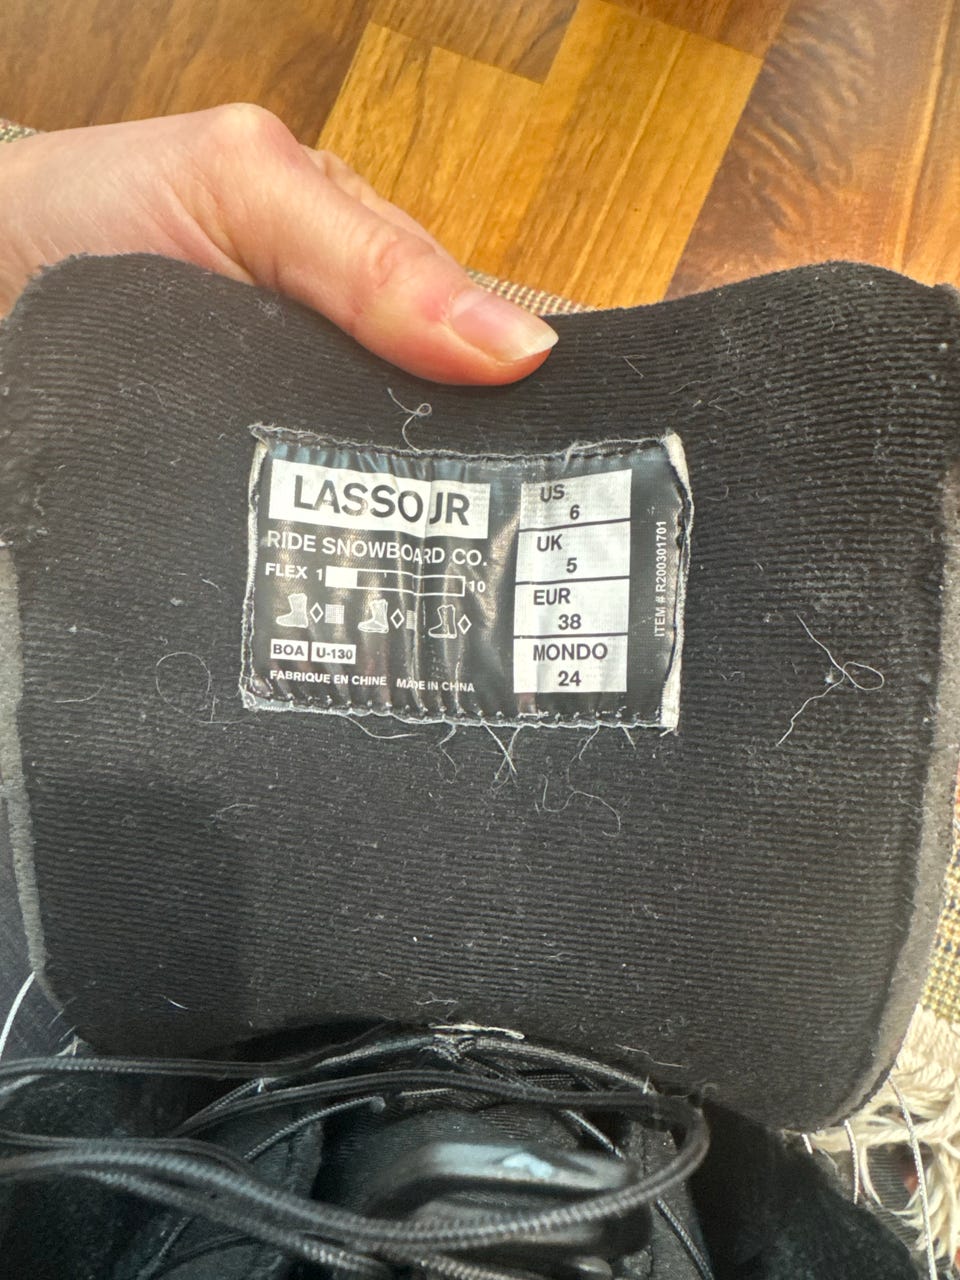 LASSO JR
RIDE SNOWBOARD CO.
FLEX 1 10
BOA U-130
FABRIQUE EN CHINE MADE IN CHINA
US
6
UK
5
EUR
38
MONDO
24
ITEM # R200301701